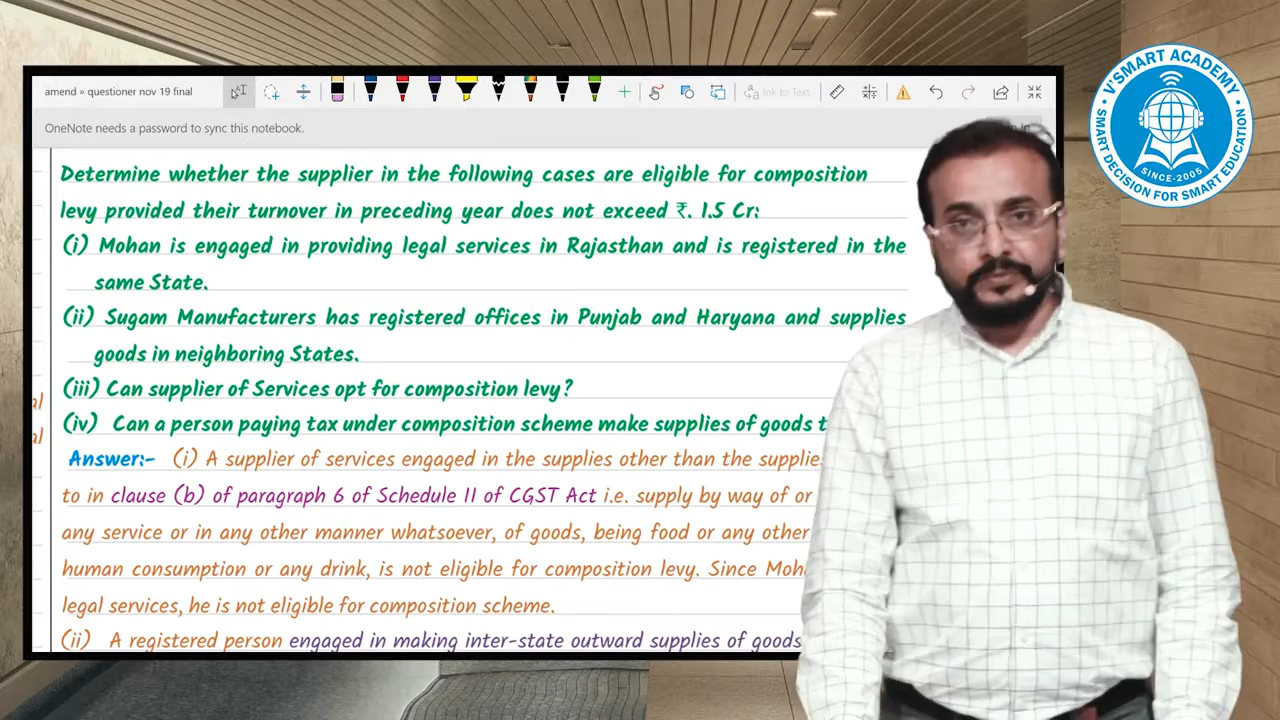 amend » questioner nov 19 final
Ink to Text
OneNote needs a password to sync this notebook.
Determine whether the supplier in the following cases are eligible for composition
levy provided their turnover in preceding year does not exceed ₹. 1.5 Cr:
(i) Mohan is engaged in providing legal services in Rajasthan and is registered in the
same State.
(ii) Sugam Manufacturers has registered offices in Punjab and Haryana and supplies
goods in neighboring States.
(iii) Can supplier of Services opt for composition levy?
(iv) Can a person paying tax under composition scheme make supplies of goods t
al
al
Answer:- (i) A supplier of services engaged in the supplies other than the supplie
to in clause (b) of paragraph 6 of Schedule II of CGST Act i.e. supply by way of or
any service or in any other manner whatsoever, of goods, being food or any other
human consumption or any drink, is not eligible for composition levy. Since Moh
legal services, he is not eligible for composition scheme.
(ii) A registered person engaged in making inter-state outward supplies of goods
V'SMART ACADEMY
SMART DECISION FOR SMART EDUCATION
SINCE-2005